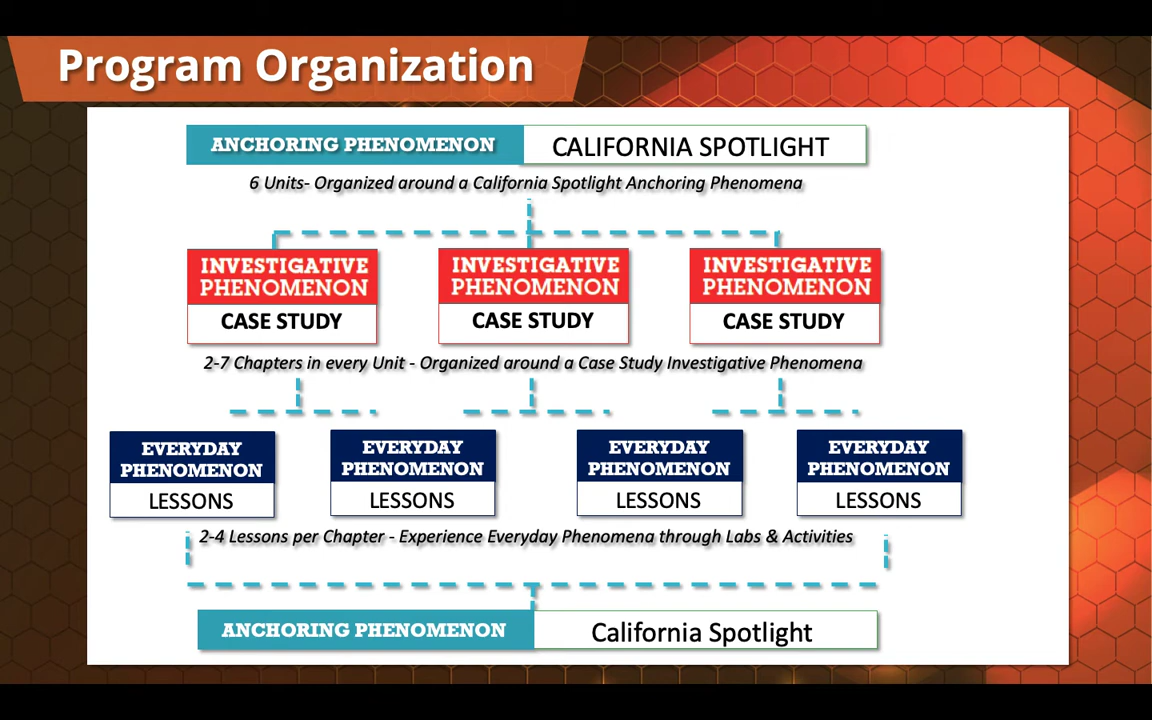 Program Organization
ANCHORING PHENOMENON CALIFORNIA SPOTLIGHT
6 Units- Organized around a California Spotlight Anchoring Phenomena
INVESTIGATIVE
PHENOMENON
CASE STUDY
INVESTIGATIVE
PHENOMENON
CASE STUDY
INVESTIGATIVE
PHENOMENON
CASE STUDY
2-7 Chapters in every Unit - Organized around a Case Study Investigative Phenomena
EVERYDAY
PHENOMENON
LESSONS
EVERYDAY
PHENOMENON
LESSONS
EVERYDAY
PHENOMENON
LESSONS
EVERYDAY
PHENOMENON
LESSONS
2-4 Lessons per Chapter - Experience Everyday Phenomena through Labs & Activities
ANCHORING PHENOMENON California Spotlight